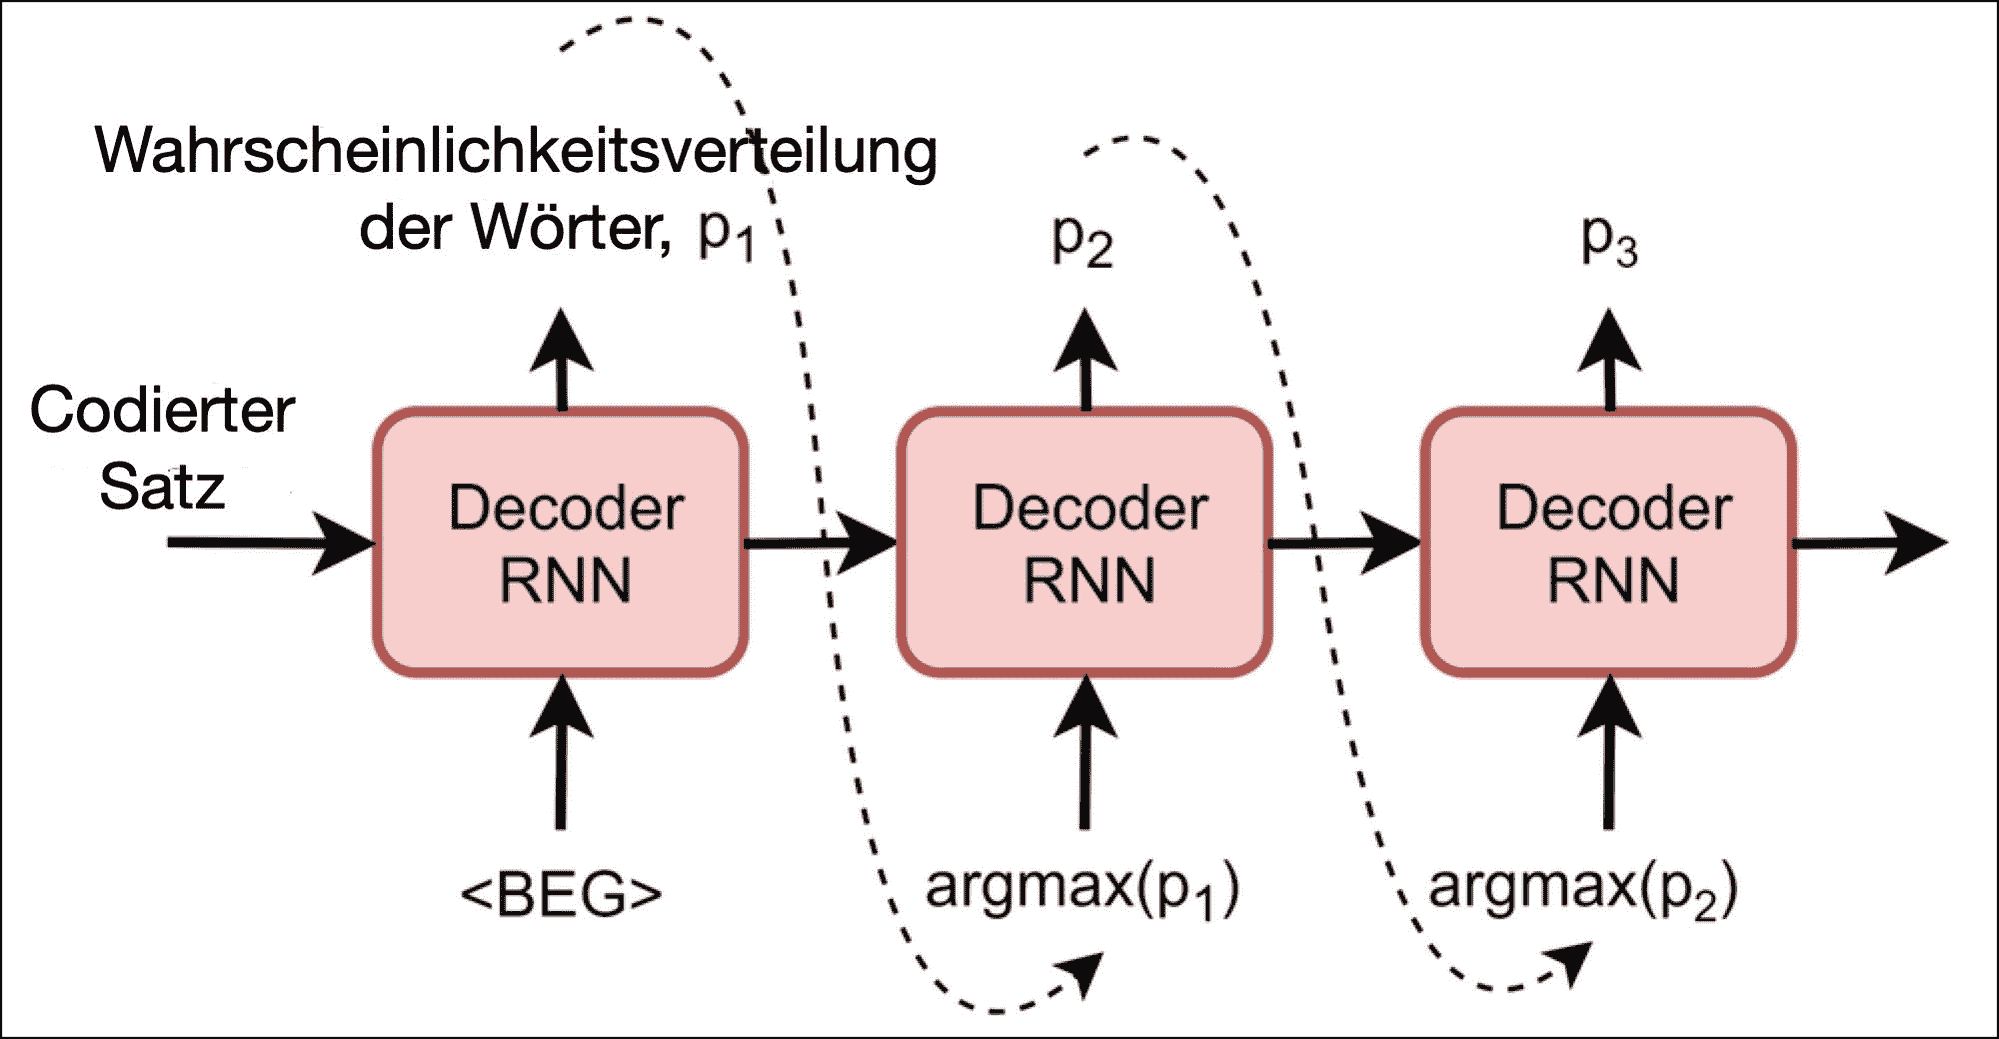 Wahrscheinlichkeitsverteilung
der Wörter, p₁
p₂
p₃
Codierter
Satz
Decoder
RNN
Decoder
RNN
Decoder
RNN
<BEG>
argmax(p₁)
argmax(p₂)